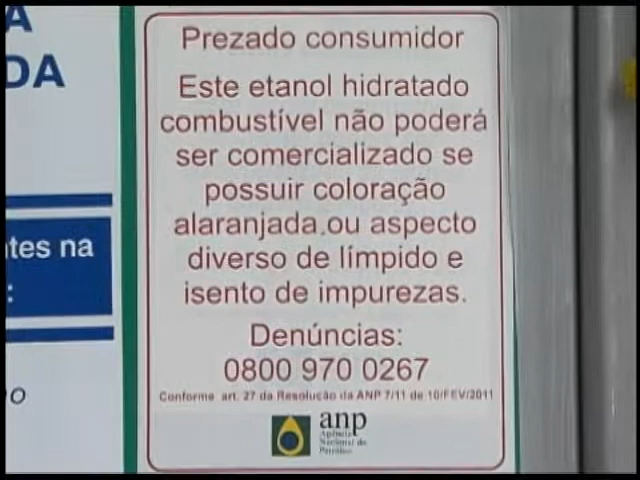 A
DA
tes na
:
o
Prezado consumidor
Este etanol hidratado
combustível não poderá
ser comercializado se
possuir coloração
alaranjada,ou aspecto
diverso de límpido e
isento de impurezas.
Denúncias:
0800 970 0267
Conforme art. 27 da Resolução da ANP 7/11 de 10/FEV/2011
anp
Agência
Nacional do
Petróleo